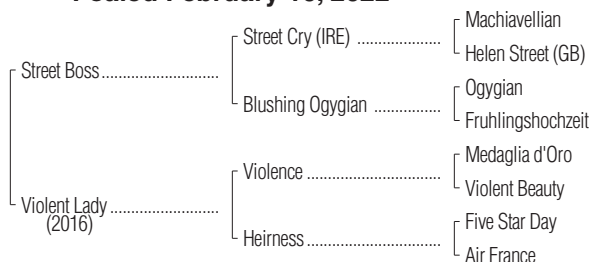 Foaled February 10, 2022
Machiavellian
Street Cry (IRE)
Helen Street (GB)
Street Boss
Ogygian
Blushing Ogygian
Fruhlingshochzeit
Medaglia d'Oro
Violence
Violent Beauty
Violent Lady
(2016)
Five Star Day
Heirness
Air France